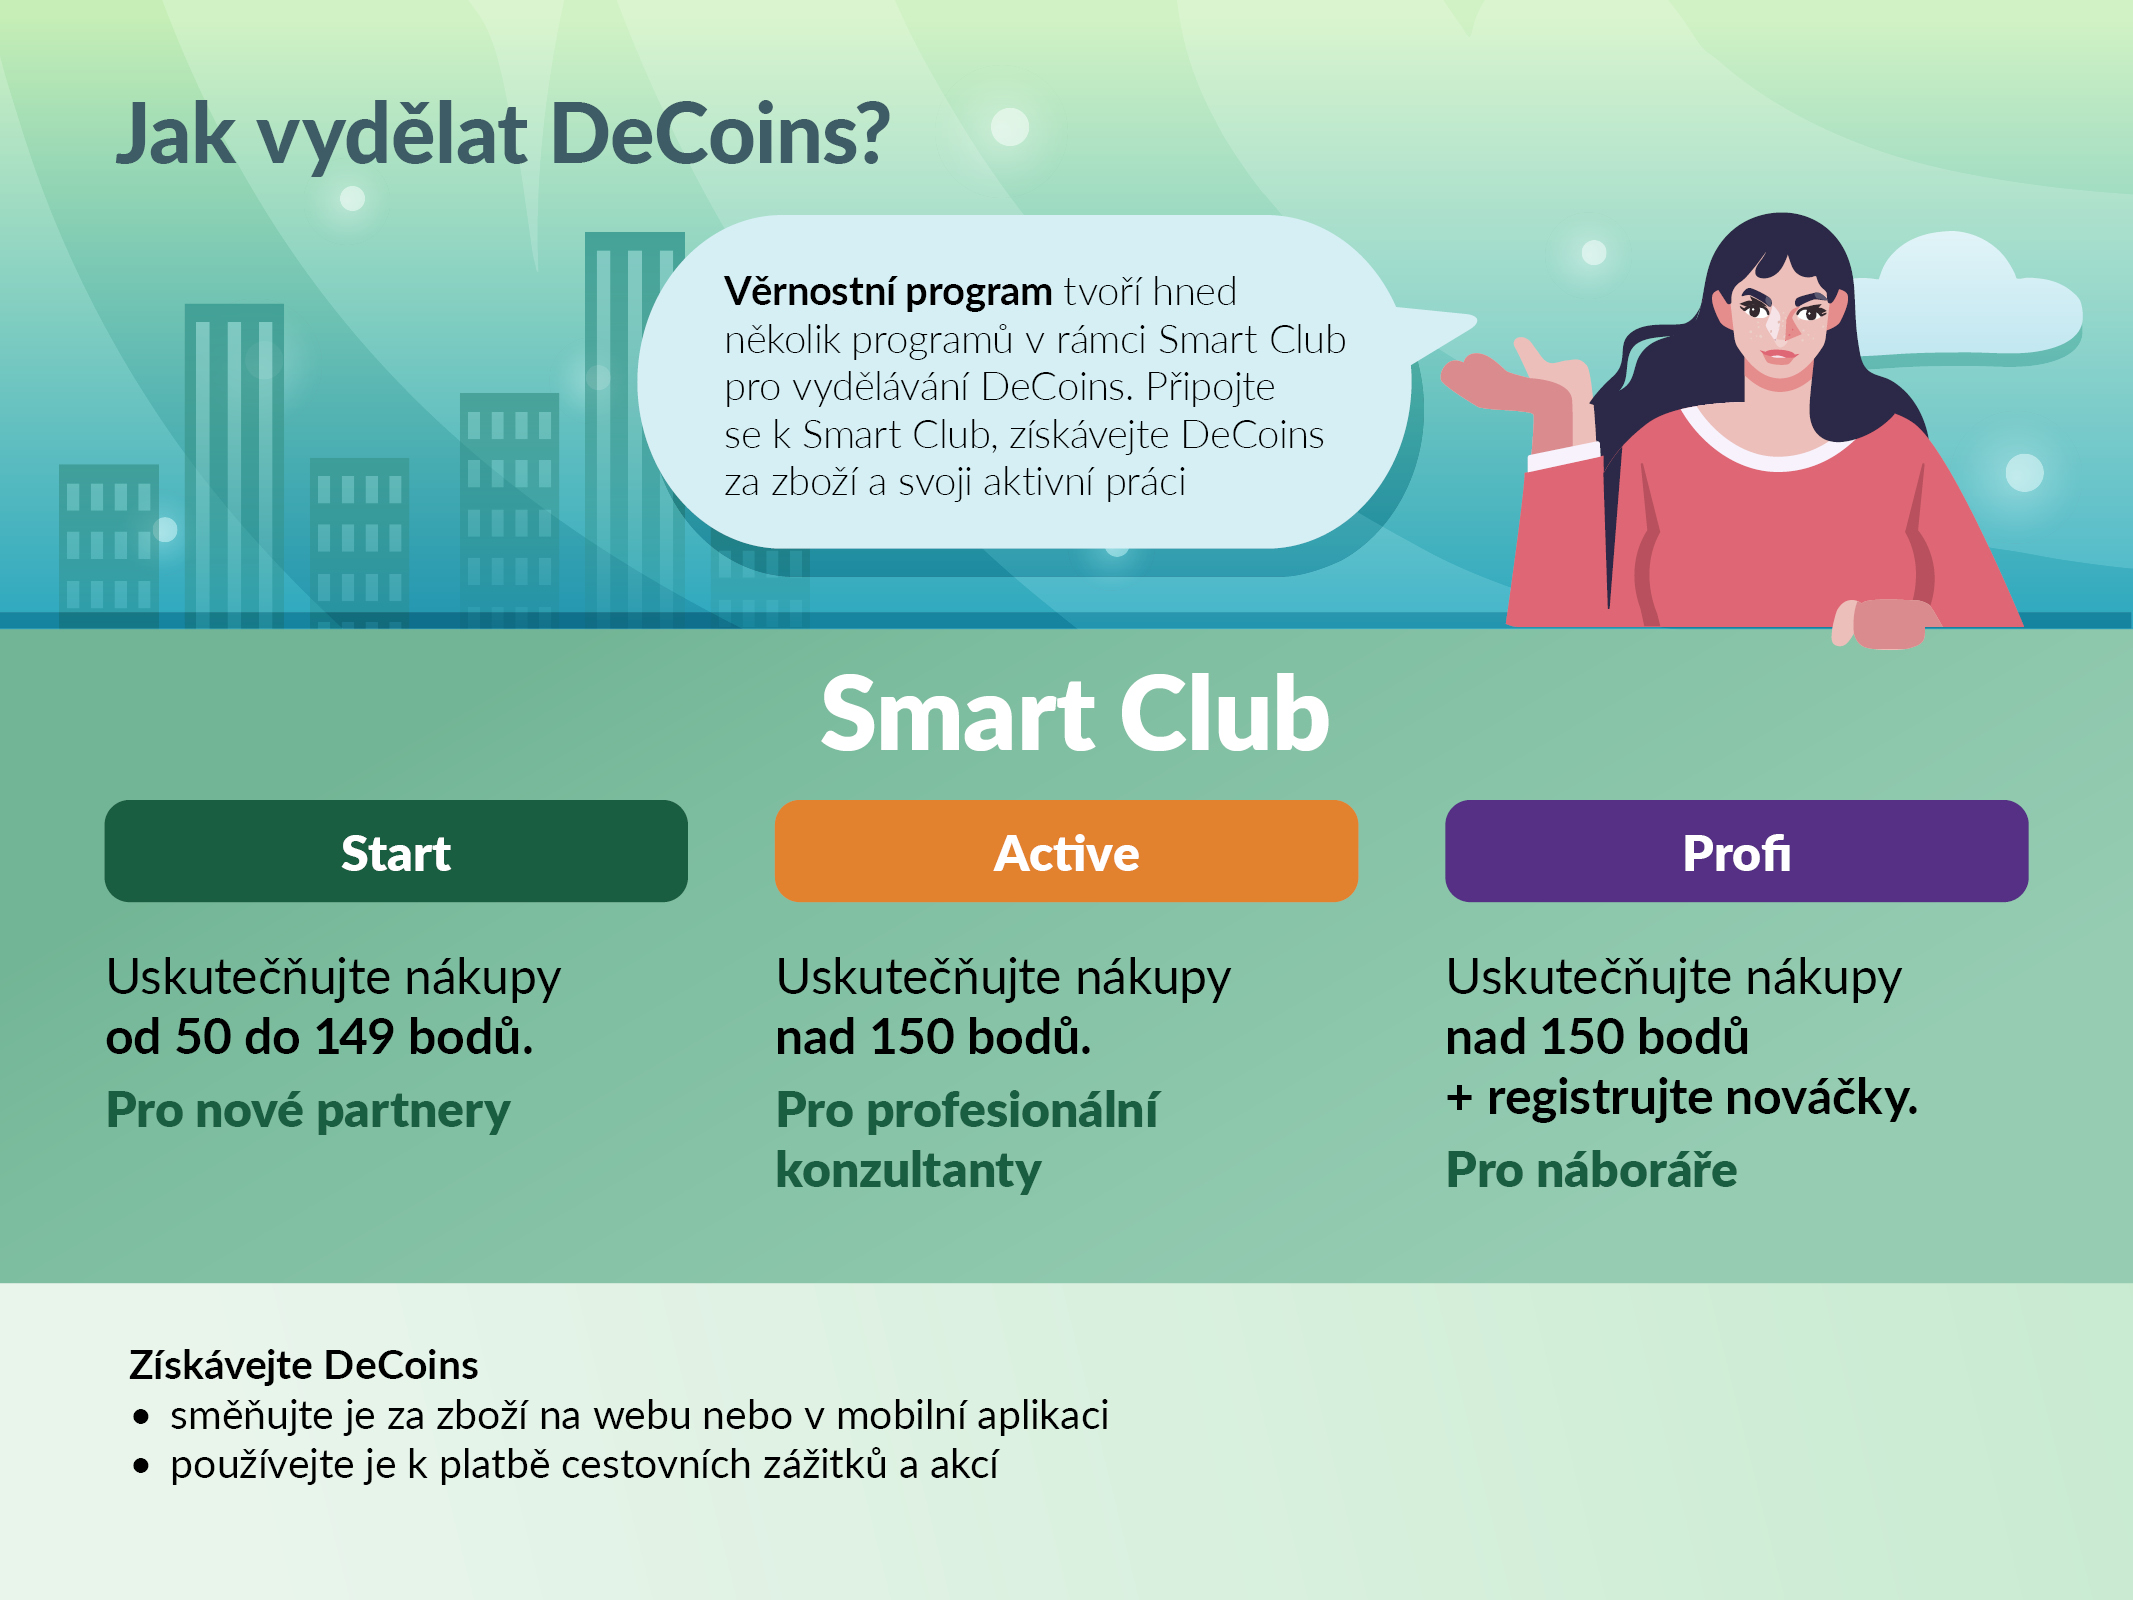 Jak vydělat DeCoins?
Věrnostní program tvoří hned
několik programů v rámci Smart Club
pro vydělávání DeCoins. Připojte
se k Smart Club, získávejte DeCoins
za zboží a svoji aktivní práci
Smart Club
Start
Uskutečňujte nákupy
od 50 do 149 bodů.
Pro nové partnery
Active
Uskutečňujte nákupy
nad 150 bodů.
Pro profesionální
konzultanty
Profi
Uskutečňujte nákupy
nad 150 bodů
+ registrujte nováčky.
Pro náboráře
Získávejte DeCoins
• směňujte je za zboží na webu nebo v mobilní aplikaci
• používejte je k platbě cestovních zážitků a akcí